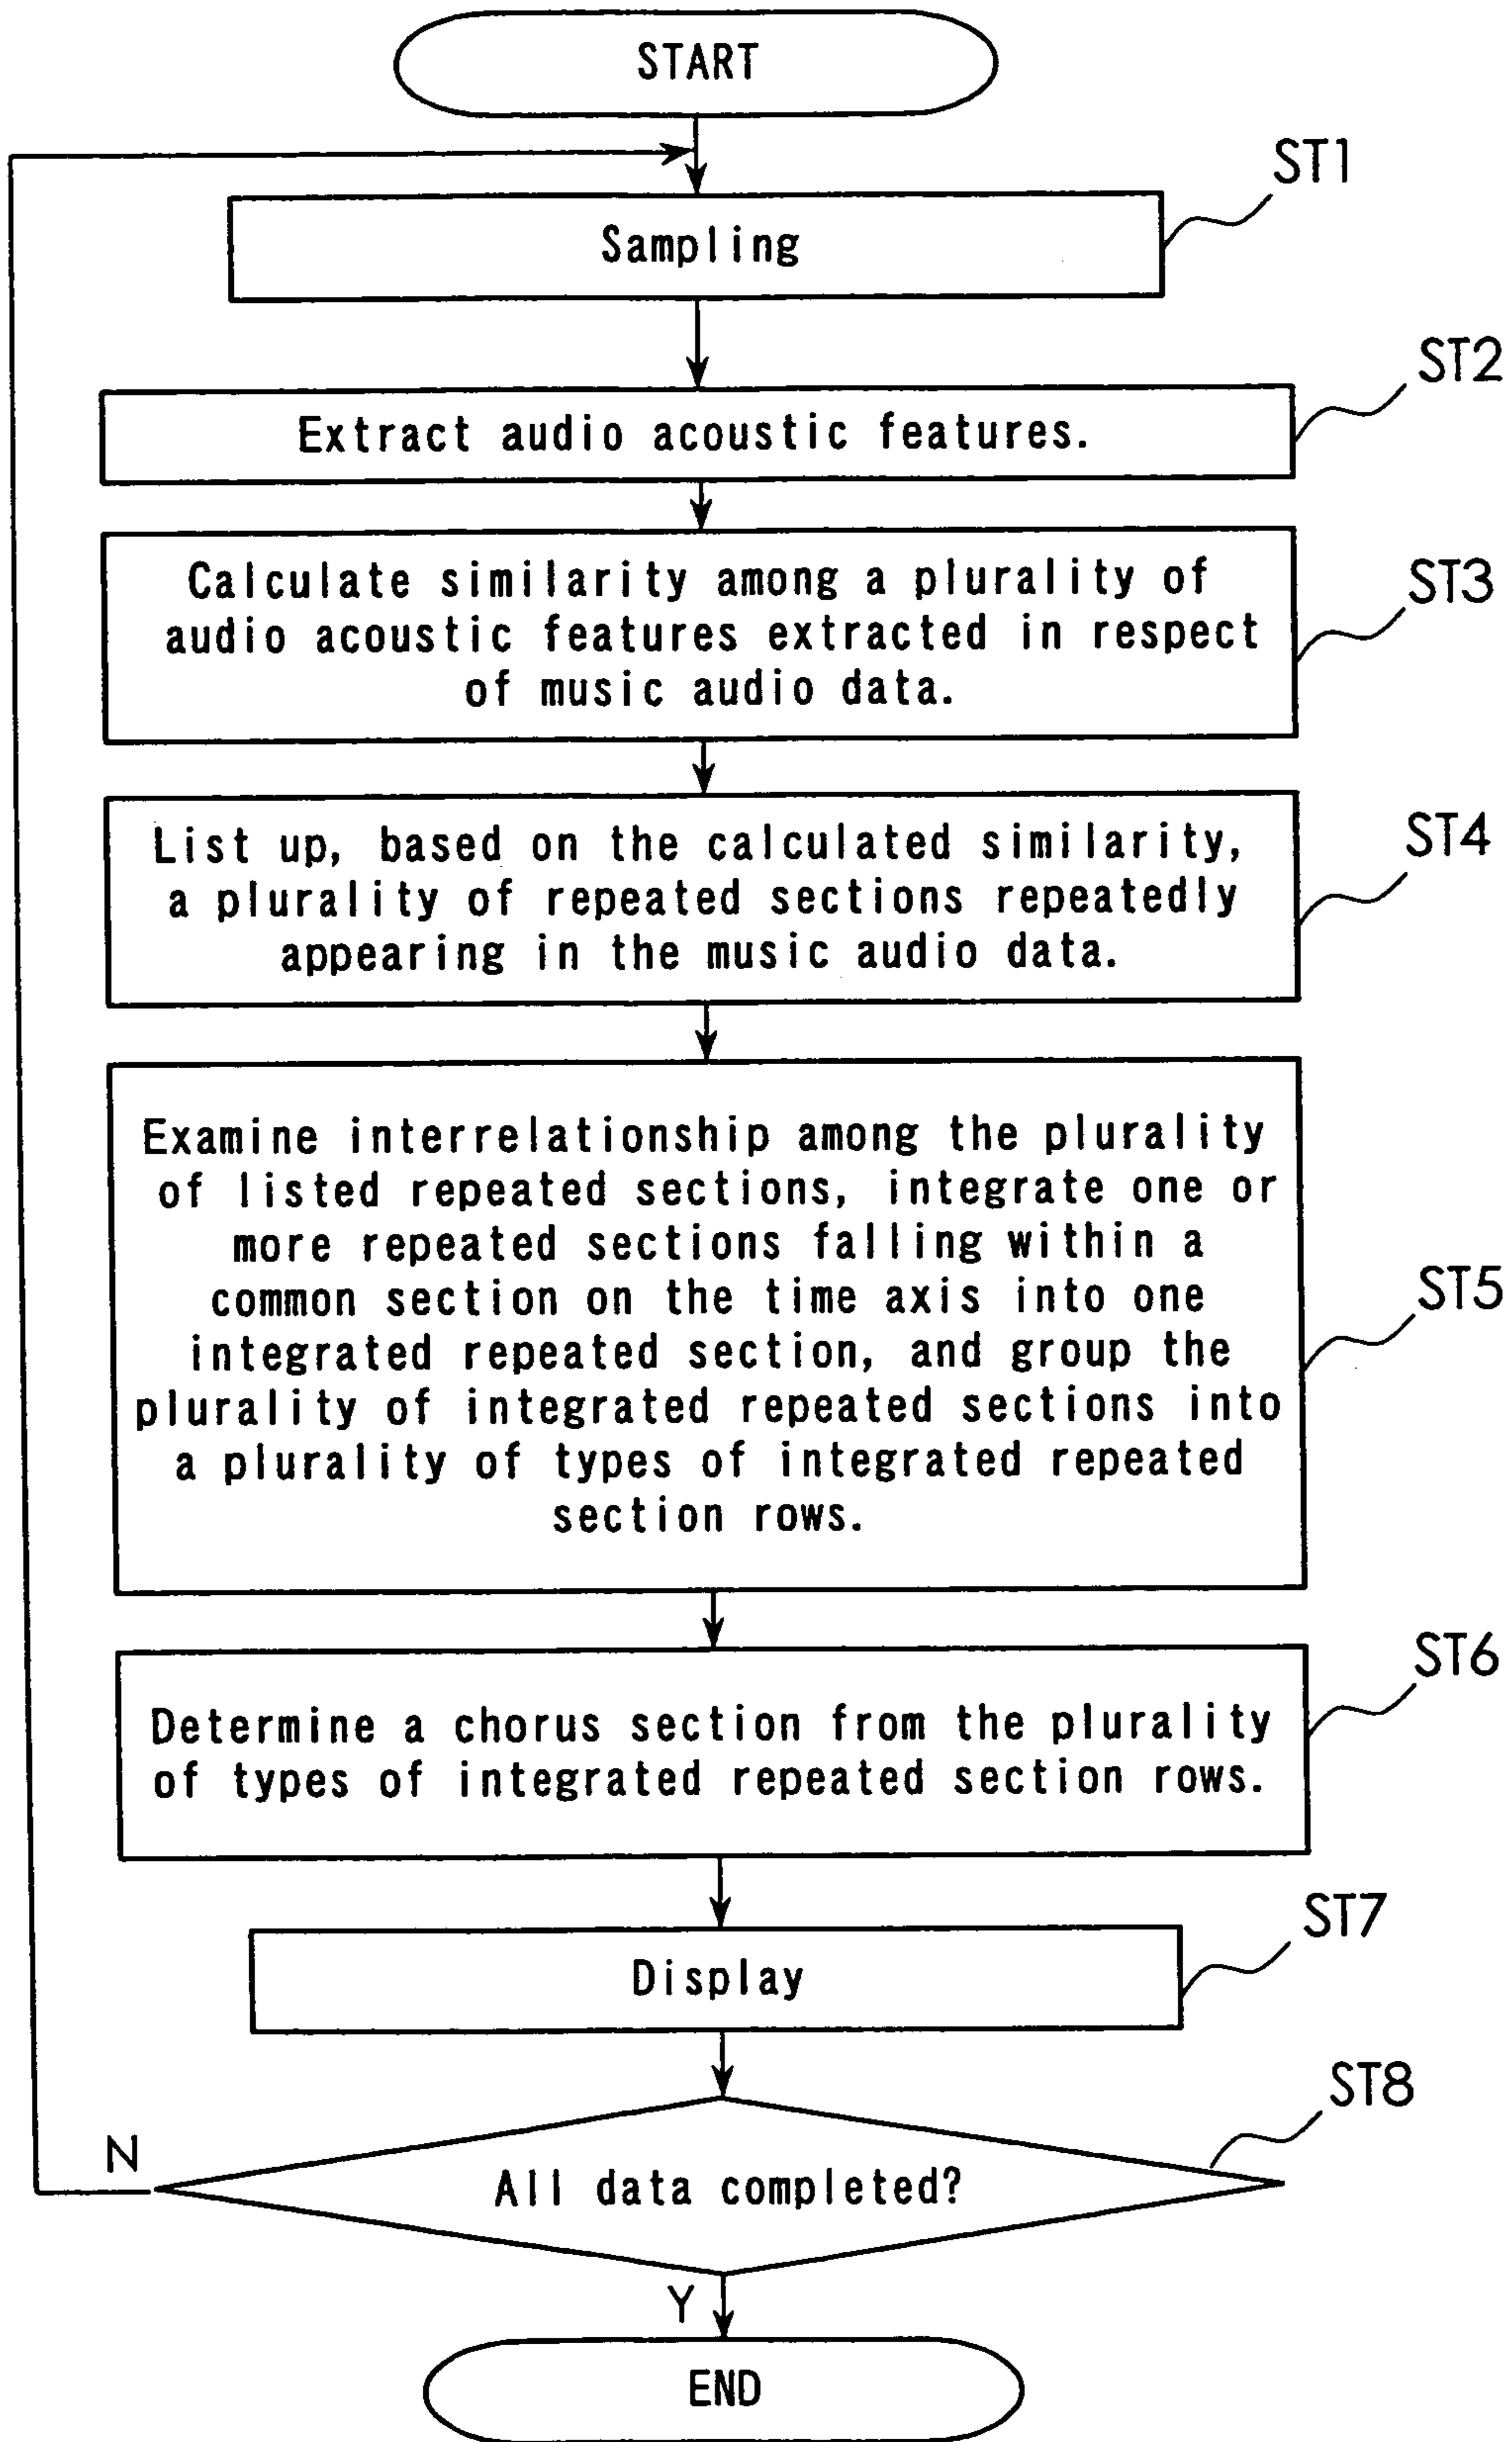 START
ST1
Sampling
ST2
Extract audio acoustic features.
ST3
Calculate similarity among a plurality of
audio acoustic features extracted in respect
of music audio data.
ST4
List up, based on the calculated similarity,
a plurality of repeated sections repeatedly
appearing in the music audio data.
ST5
Examine interrelationship among the plurality
of listed repeated sections, integrate one or
more repeated sections falling within a
common section on the time axis into one
integrated repeated section, and group the
plurality of integrated repeated sections into
a plurality of types of integrated repeated
section rows.
ST6
Determine a chorus section from the plurality
of types of integrated repeated section rows.
ST7
Display
ST8
N
All data completed?
Y
END